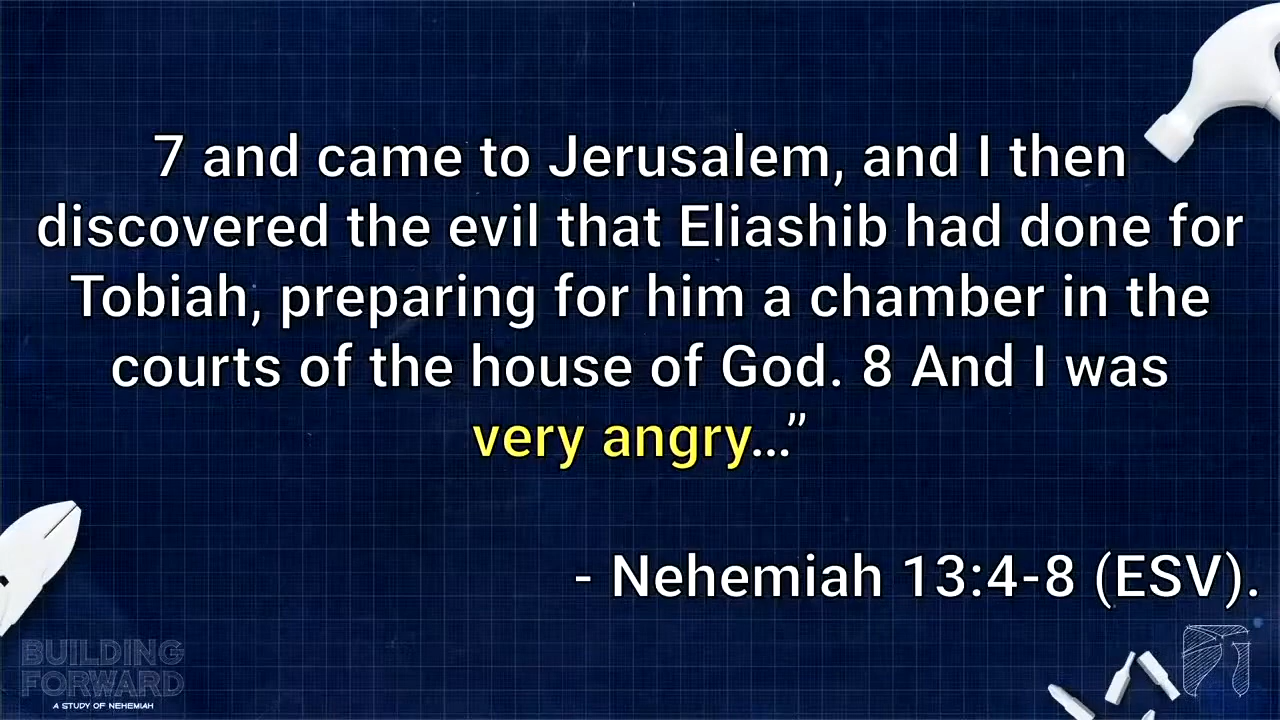 7 and came to Jerusalem, and I then
discovered the evil that Eliashib had done for
Tobiah, preparing for him a chamber in the
courts of the house of God. 8 And I was
very angry…”
- Nehemiah 13:4-8 (ESV).
BUILDING
FORWARD
A STUDY OF NEHEMIAH